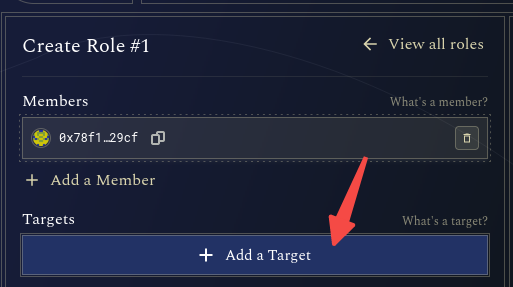 Create Role #1
View all roles
Members
What's a member?
0x78f1…29cf
Add a Member
Targets
What's a target?
Add a Target